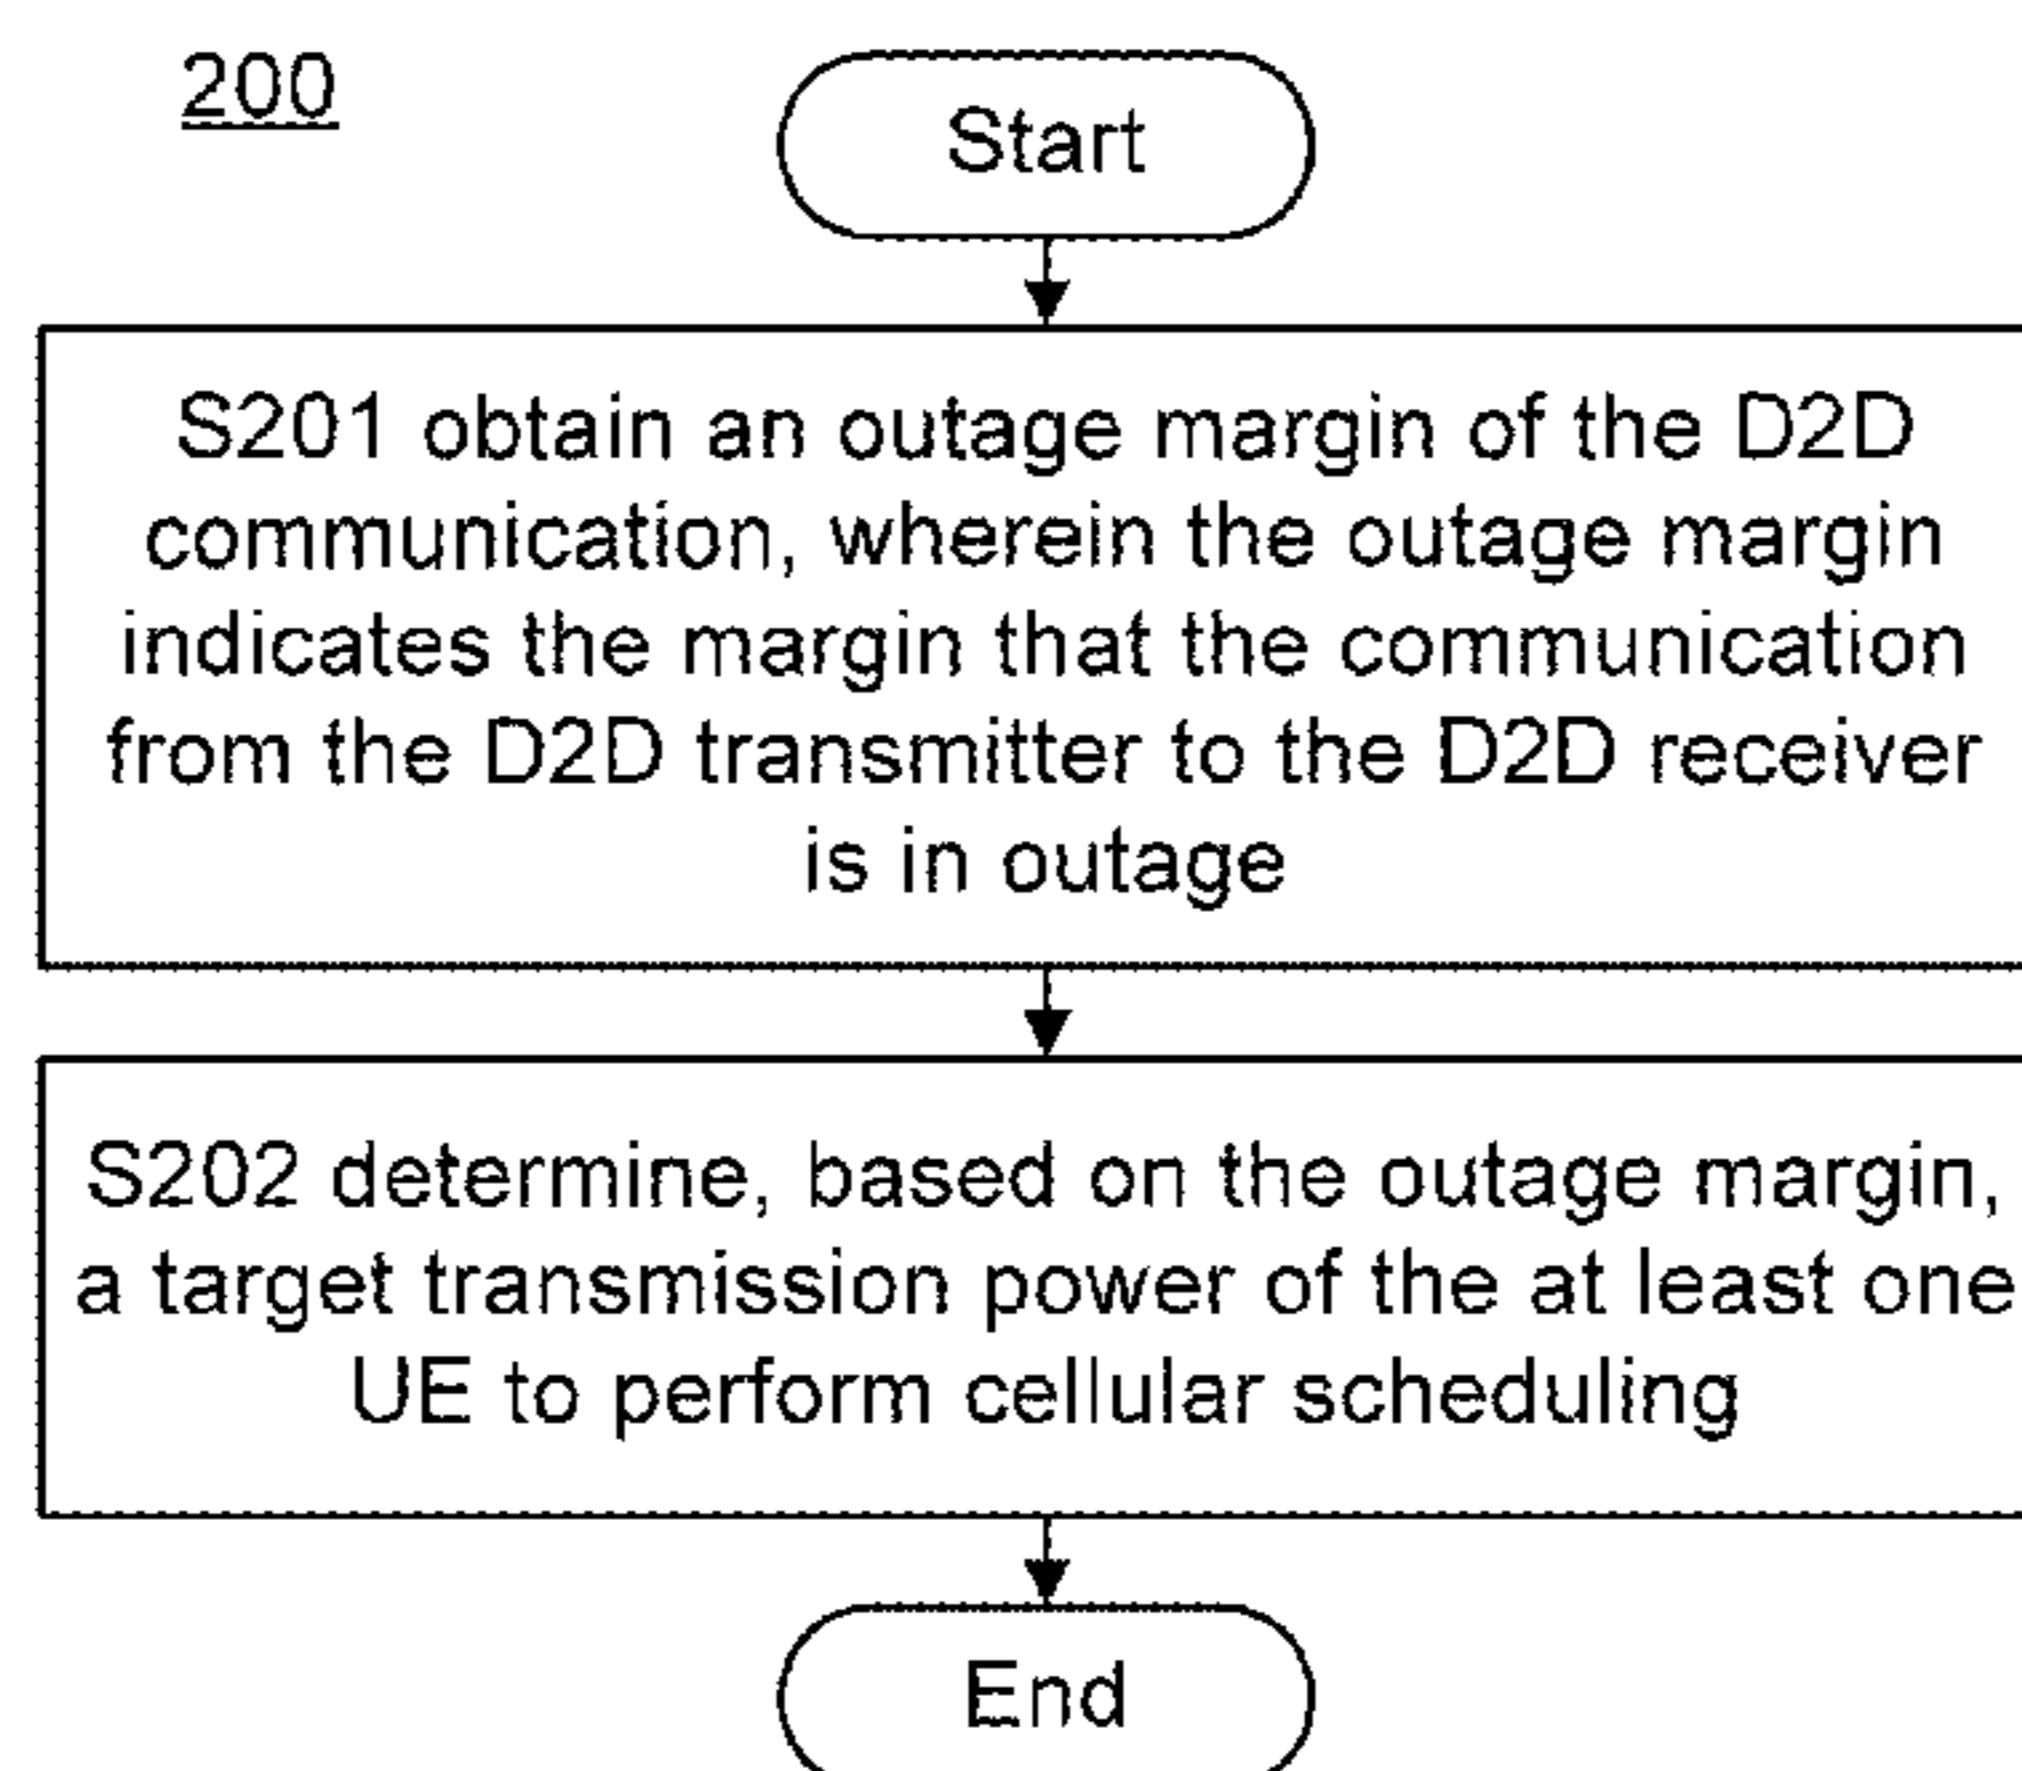 200
Start
S201 obtain an outage margin of the D2D
communication, wherein the outage margin
indicates the margin that the communication
from the D2D transmitter to the D2D receiver
is in outage
S202 determine, based on the outage margin,
a target transmission power of the at least one
UE to perform cellular scheduling
End